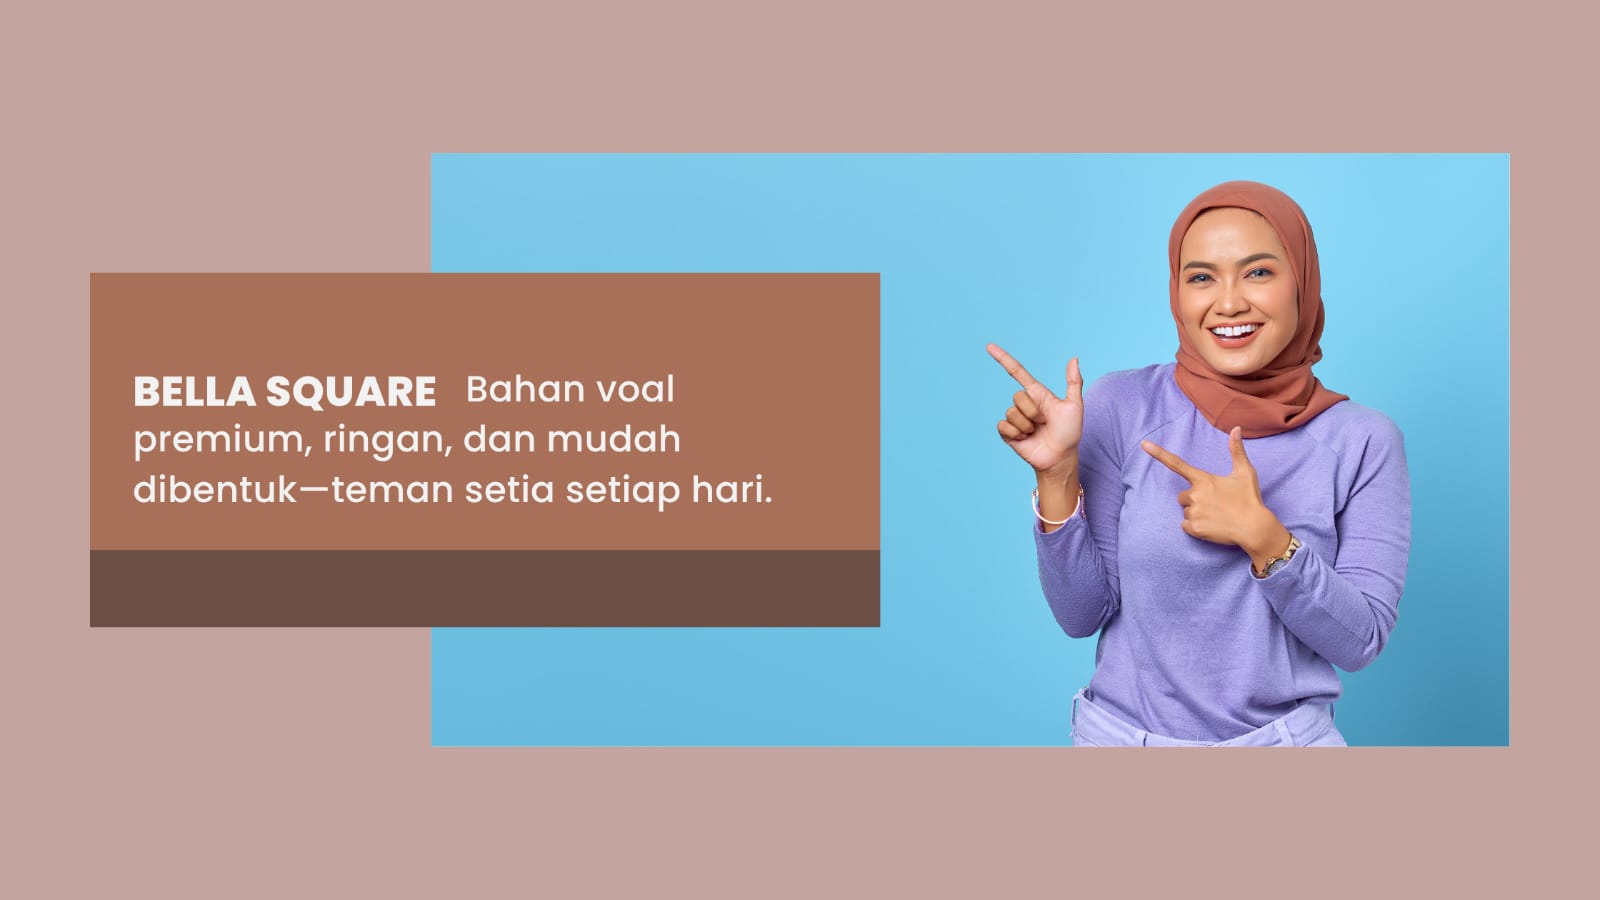 BELLA SQUARE Bahan voal
premium, ringan, dan mudah
dibentuk—teman setia setiap hari.